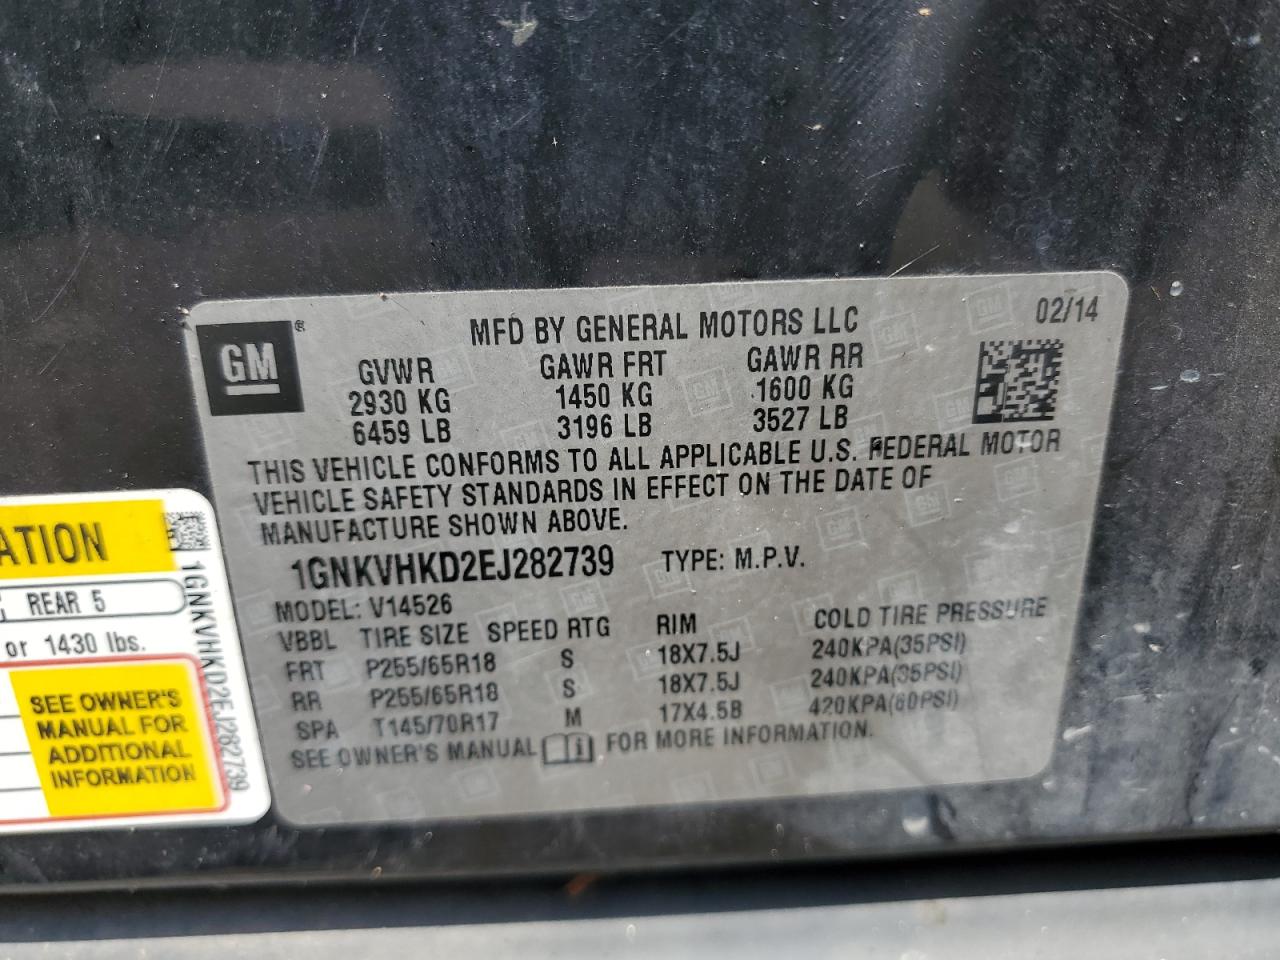 GM ®
MFD BY GENERAL MOTORS LLC 02/14
GVWR GAWR FRT GAWR RR
2930 KG 1450 KG 1600 KG
6459 LB 3196 LB 3527 LB
THIS VEHICLE CONFORMS TO ALL APPLICABLE U.S. FEDERAL MOTOR
VEHICLE SAFETY STANDARDS IN EFFECT ON THE DATE OF
MANUFACTURE SHOWN ABOVE.
1GNKVHKD2EJ282739 TYPE: M.P.V.
MODEL: V14526
VBBL TIRE SIZE SPEED RTG RIM COLD TIRE PRESSURE
FRT P255/65R18 S 18X7.5J 240KPA(35PSI)
RR P255/65R18 S 18X7.5J 240KPA(35PSI)
SPA T145/70R17 M 17X4.5B 420KPA(60PSI)
SEE OWNER'S MANUAL FOR MORE INFORMATION.
ATION
REAR 5
or 1430 lbs.
SEE OWNER'S
MANUAL FOR
ADDITIONAL
INFORMATION
1GNKVHKD2EJ282739